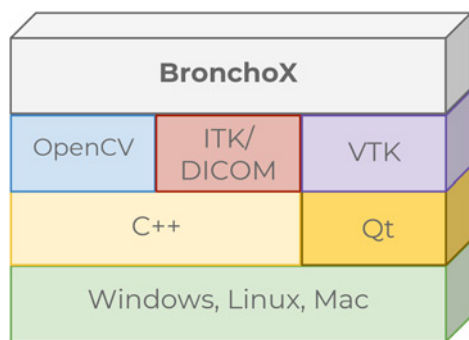 BronchoX
OpenCV
ITK/
DICOM
VTK
C++
Qt
Windows, Linux, Mac